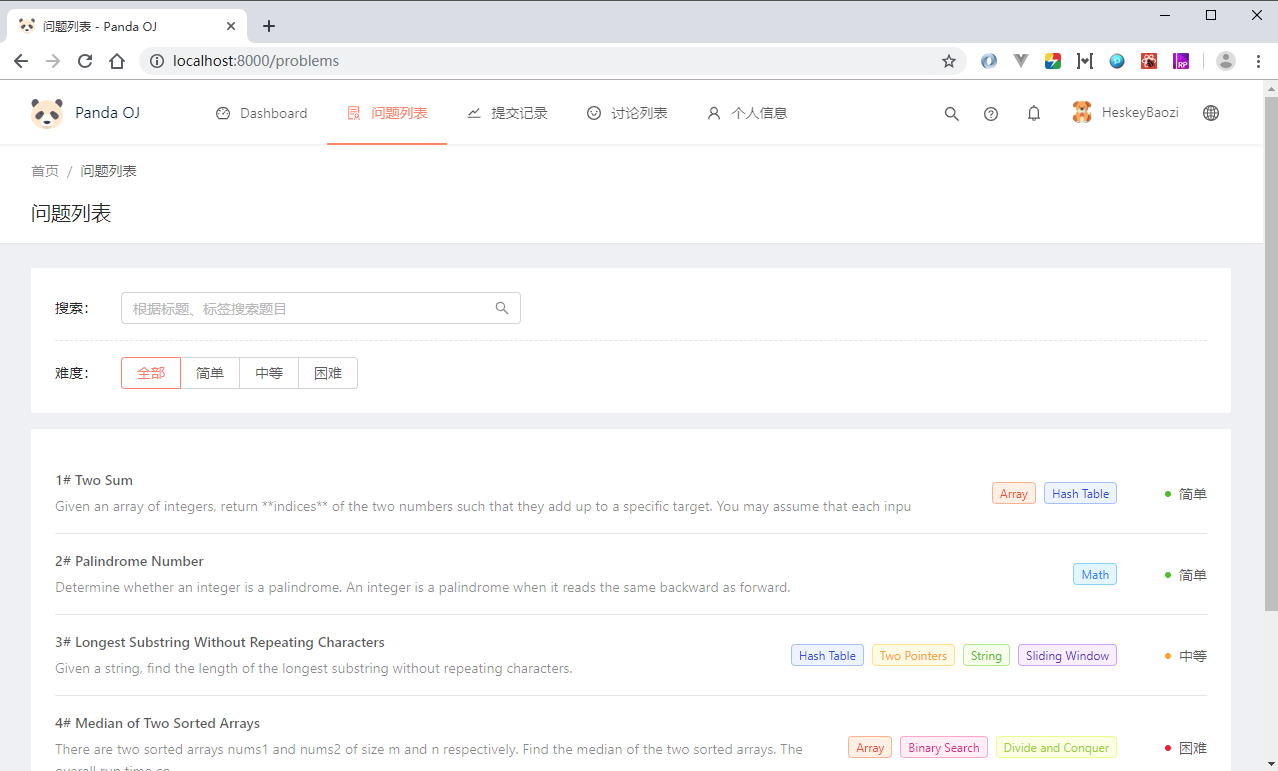 问题列表 - Panda OJ
localhost:8000/problems
RP
Panda OJ Dashboard 问题列表 提交记录 讨论列表 个人信息 HeskeyBaozi
首页 / 问题列表
问题列表
搜索: 根据标题、标签搜索题目
难度: 全部 简单 中等 困难
1# Two Sum
Given an array of integers, return **indices** of the two numbers such that they add up to a specific target. You may assume that each inpu
Array Hash Table 简单
2# Palindrome Number
Determine whether an integer is a palindrome. An integer is a palindrome when it reads the same backward as forward.
Math 简单
3# Longest Substring Without Repeating Characters
Given a string, find the length of the longest substring without repeating characters.
Hash Table Two Pointers String Sliding Window 中等
4# Median of Two Sorted Arrays
There are two sorted arrays nums1 and nums2 of size m and n respectively. Find the median of the two sorted arrays. The
overall run time co
Array Binary Search Divide and Conquer 困难